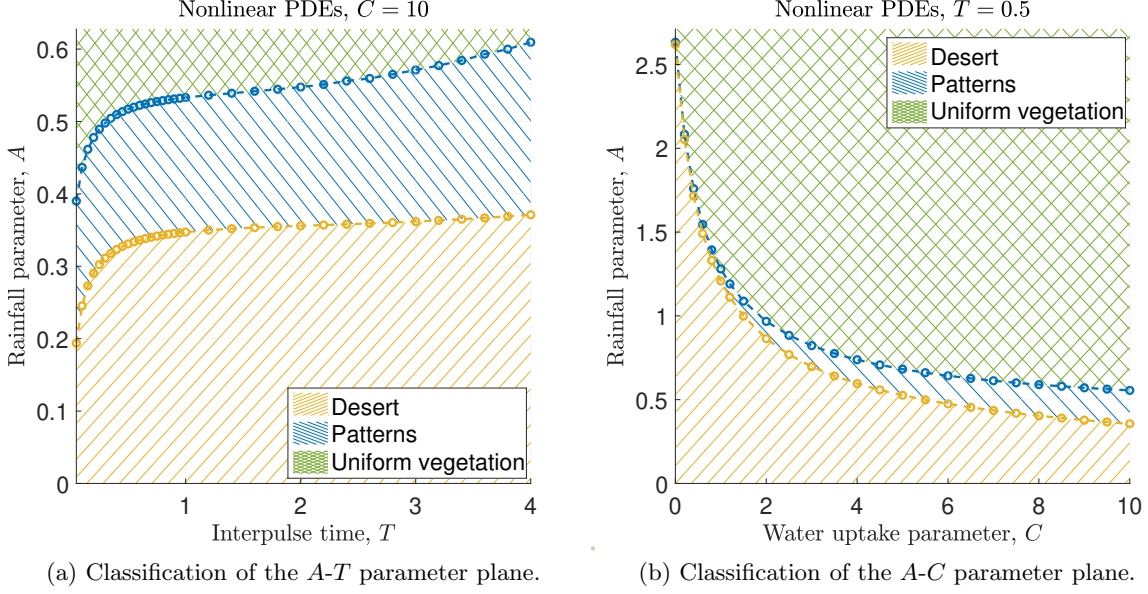 Nonlinear PDEs, C = 10
0.6
0.5
0.4
0.3
0.2
0.1
0
Rainfall parameter, A
Desert
Patterns
Uniform vegetation
1
2
3
4
Interpulse time, T
(a) Classification of the A-T parameter plane.
Nonlinear PDEs, T = 0.5
2.5
2
1.5
1
0.5
0
Rainfall parameter, A
Desert
Patterns
Uniform vegetation
0
2
4
6
8
10
Water uptake parameter, C
(b) Classification of the A-C parameter plane.